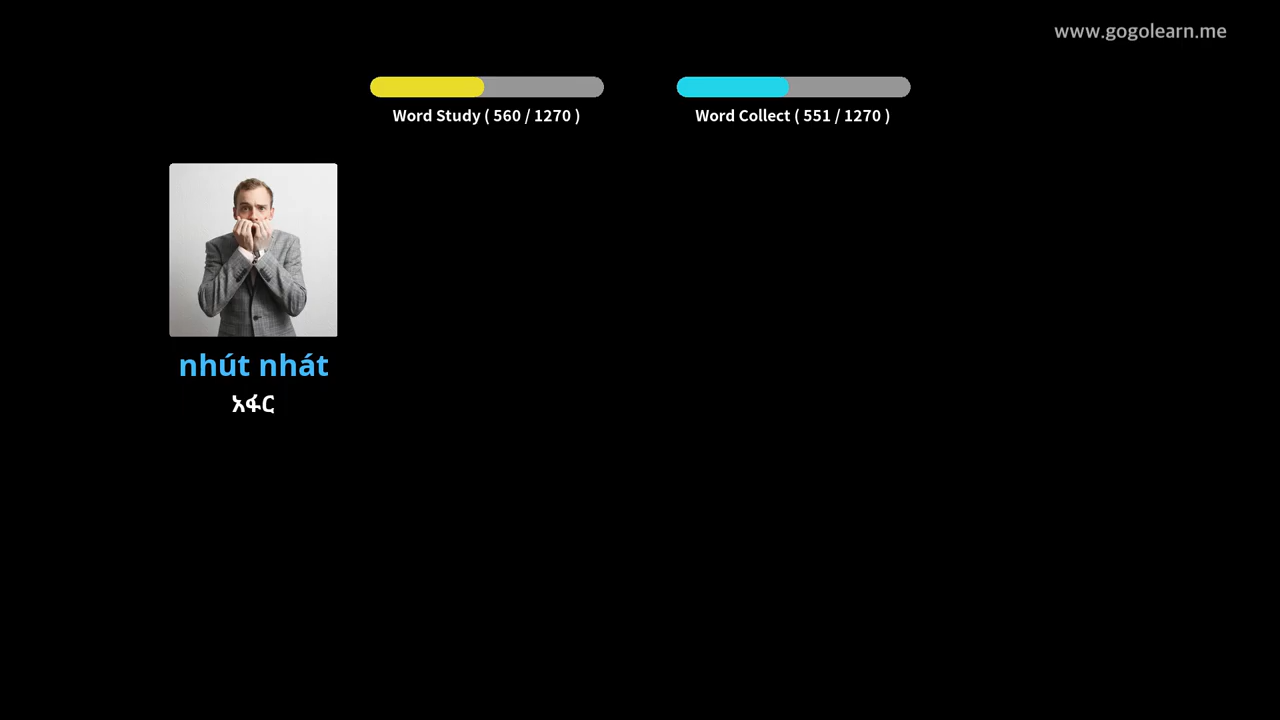 www.gogolearn.me
Word Study ( 560 / 1270 )
Word Collect ( 551 / 1270 )
nhút nhát
አፋር